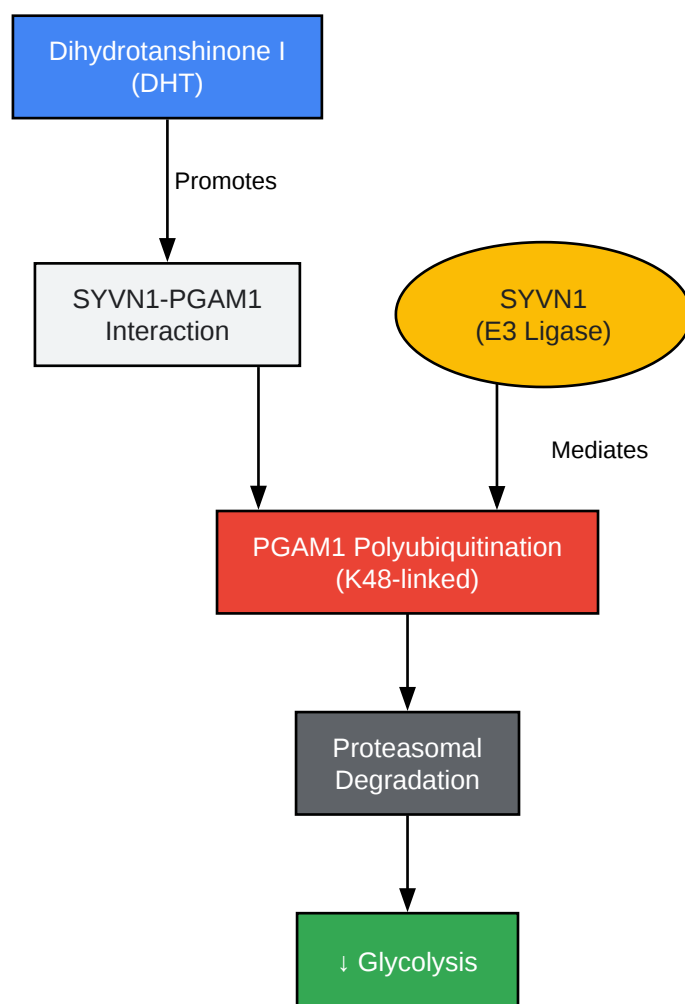 Dihydrotanshinone I
(DHT)
Promotes
SYVN1-PGAM1
Interaction
SYVN1
(E3 Ligase)
Mediates
PGAM1 Polyubiquitination
(K48-linked)
Proteasomal
Degradation
↓ Glycolysis